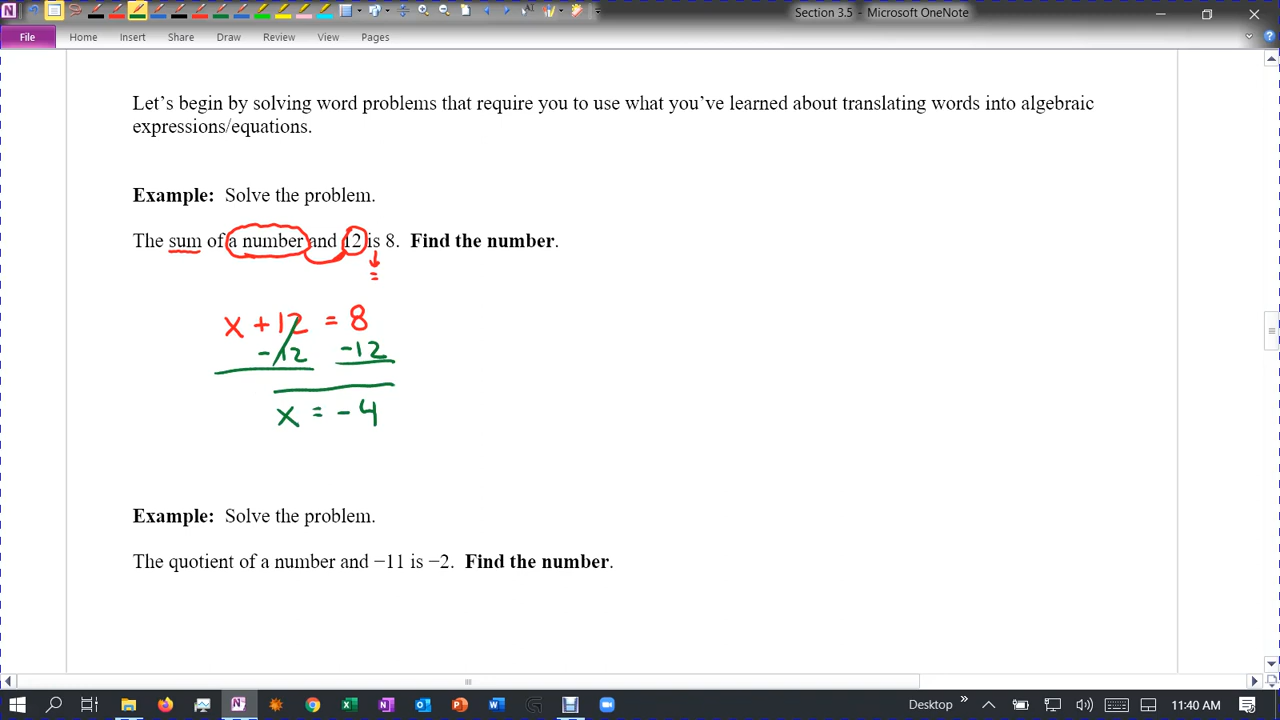 Section 3.5 - Microsoft OneNote
File Home Insert Share Draw Review View Pages
Let’s begin by solving word problems that require you to use what you’ve learned about translating words into algebraic
expressions/equations.
Example: Solve the problem.
The sum of a number and 12 is 8. Find the number.
=
x + 12 = 8
-12 -12
x = -4
Example: Solve the problem.
The quotient of a number and −11 is −2. Find the number.
Desktop » 11:40 AM